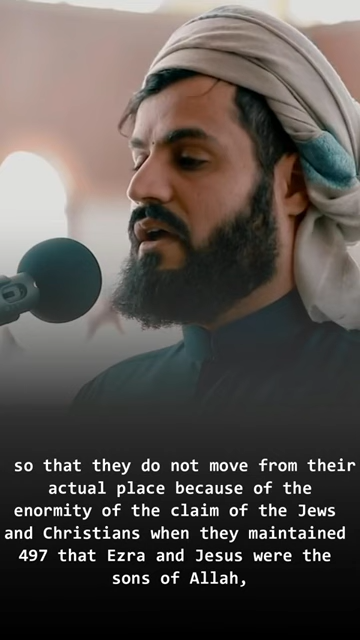 so that they do not move from their
actual place because of the
enormity of the claim of the Jews
and Christians when they maintained
497 that Ezra and Jesus were the
sons of Allah,